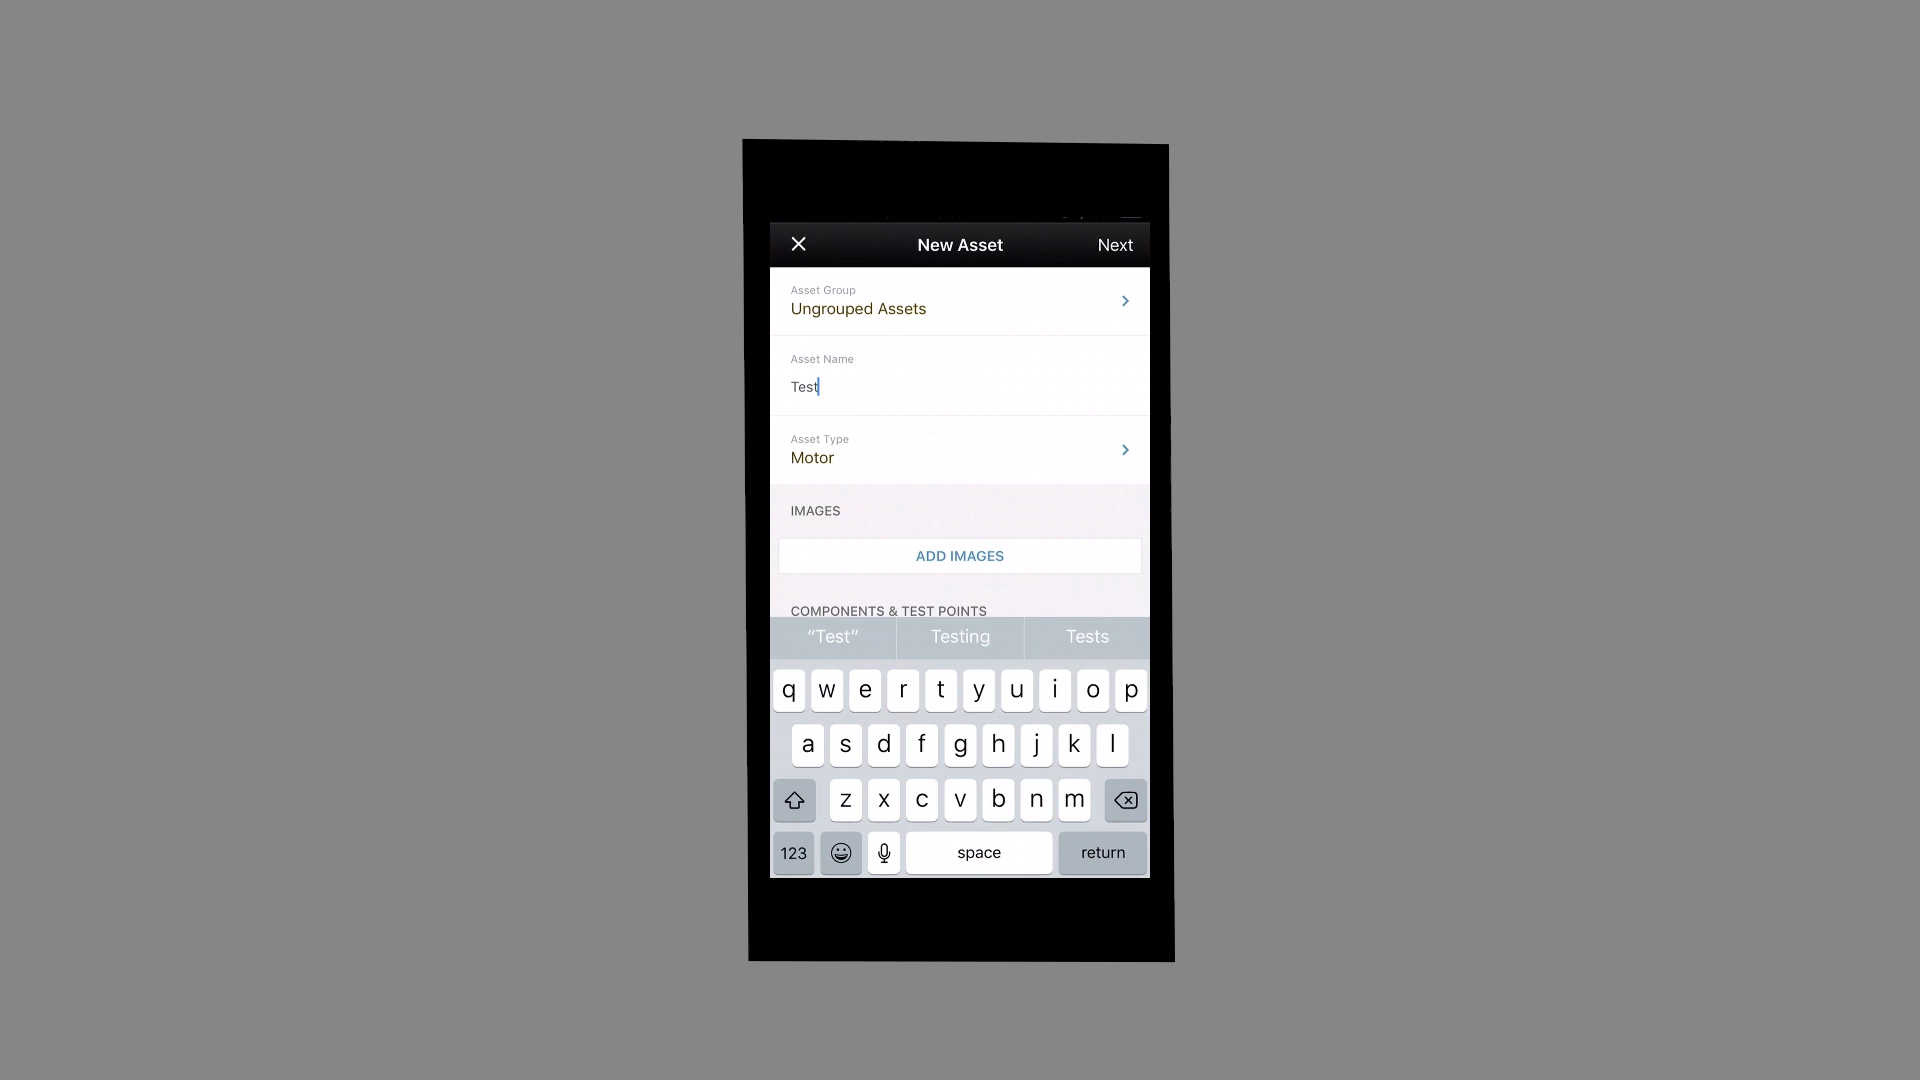 New Asset
Next
Asset Group
Ungrouped Assets
Asset Name
Test
Asset Type
Motor
IMAGES
ADD IMAGES
COMPONENTS & TEST POINTS
“Test” Testing Tests
q w e r t y u i o p
a s d f g h j k l
z x c v b n m
123 space return